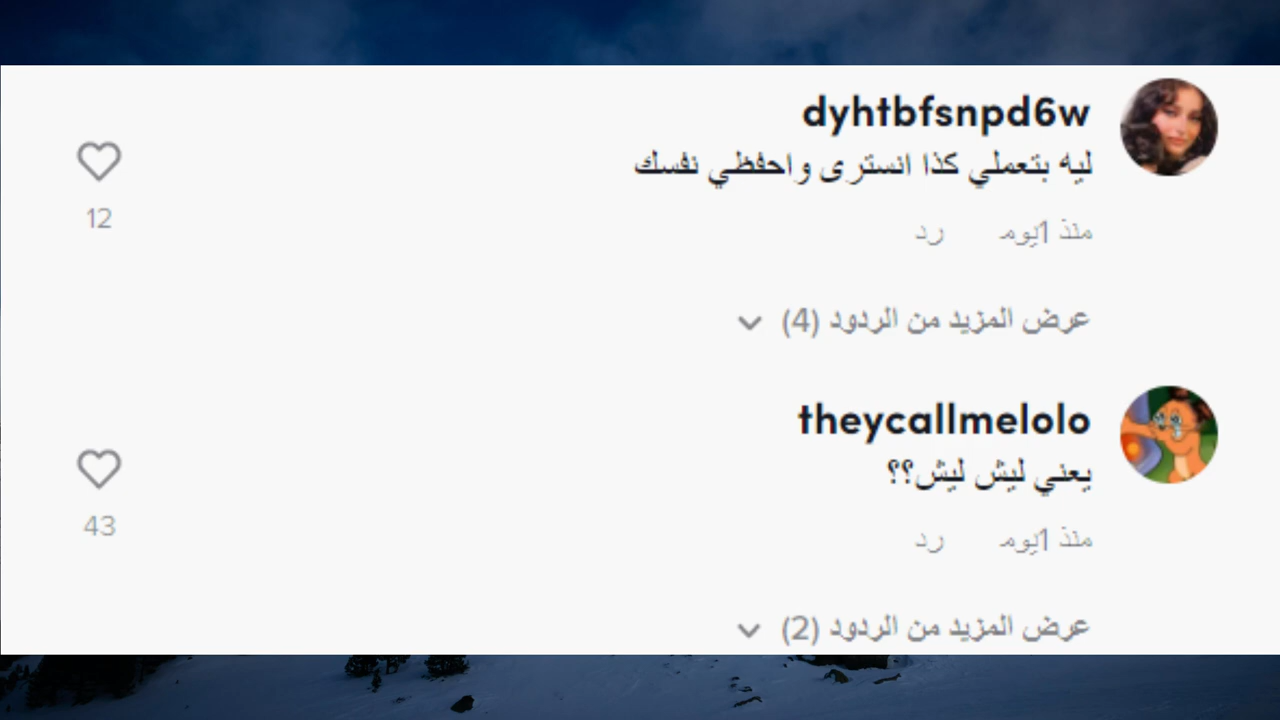 dyhtbfsnpd6w
ليه بتعملي كذا انسترى واحفظي نفسك
12
منذ 1يوم رد
عرض المزيد من الردود (4)
theycallmelolo
يعني ليش ليش؟؟
43
منذ 1يوم رد
عرض المزيد من الردود (2)